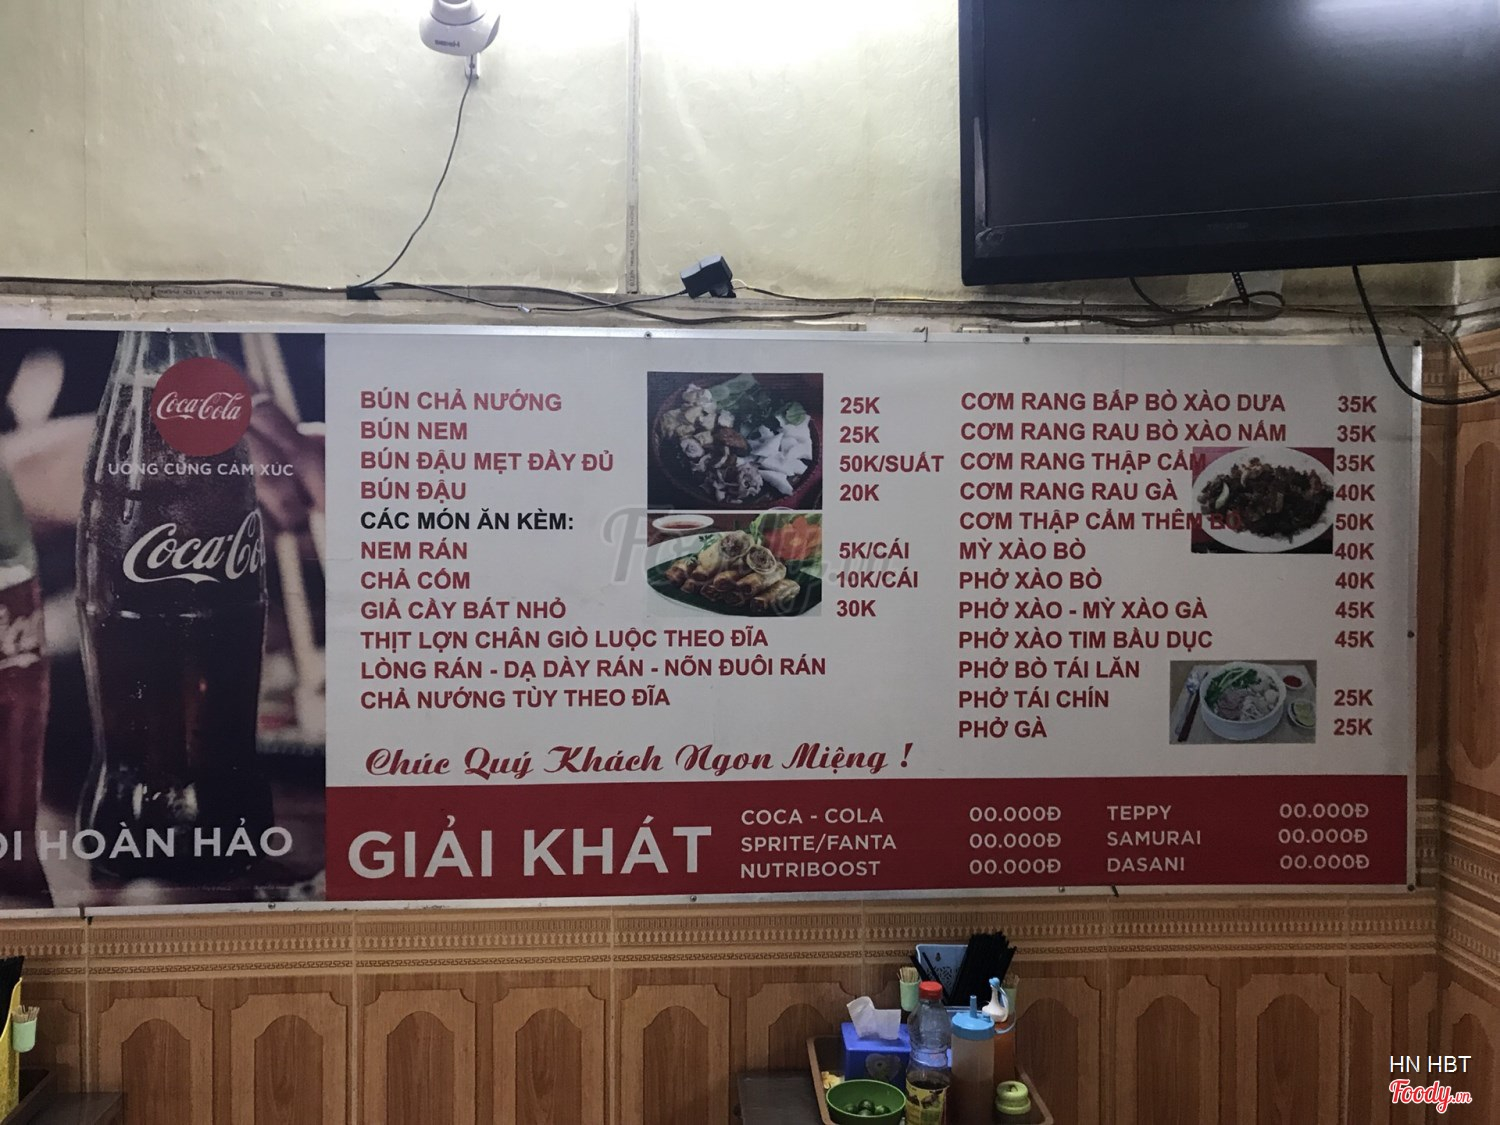 Coca-Cola
UỐNG CÙNG CẢM XÚC
Coca-Co
HOÀN HẢO
BÚN CHẢ NƯỚNG 25K
BÚN NEM 25K
BÚN ĐẬU MẸT ĐẦY ĐỦ 50K/SUẤT
BÚN ĐẬU 20K
CÁC MÓN ĂN KÈM:
NEM RÁN 5K/CÁI
CHẢ CỐM 10K/CÁI
GIẢ CẦY BÁT NHỎ 30K
THỊT LỢN CHÂN GIÒ LUỘC THEO ĐĨA
LÒNG RÁN - DẠ DÀY RÁN - NÕN ĐUÔI RÁN
CHẢ NƯỚNG TÙY THEO ĐĨA
CƠM RANG BẮP BÒ XÀO DƯA 35K
CƠM RANG RAU BÒ XÀO NẤM 35K
CƠM RANG THẬP CẨM 35K
CƠM RANG RAU GÀ 40K
CƠM THẬP CẨM THÊM BÒ 50K
MỲ XÀO BÒ 40K
PHỞ XÀO BÒ 40K
PHỞ XÀO - MỲ XÀO GÀ 45K
PHỞ XÀO TIM BẦU DỤC 45K
PHỞ BÒ TÁI LĂN
PHỞ TÁI CHÍN 25K
PHỞ GÀ 25K
Chúc Quý Khách Ngon Miệng !
GIẢI KHÁT
COCA - COLA 00.000Đ
SPRITE/FANTA 00.000Đ
NUTRIBOOST 00.000Đ
TEPPY 00.000Đ
SAMURAI 00.000Đ
DASANI 00.000Đ
Foody.vn
HN HBT
Foody.vn